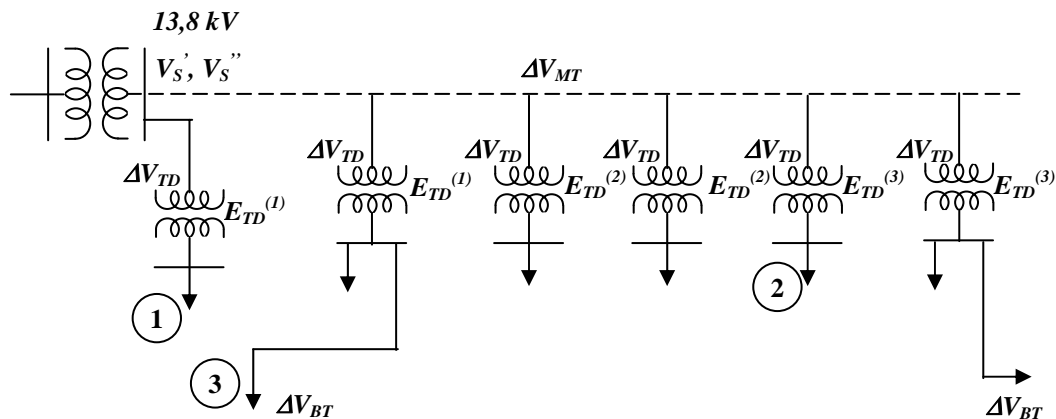 13,8 kV
V_S', V_S''
ΔV_MT
ΔV_TD
E_TD^(1)
ΔV_TD
E_TD^(1)
ΔV_TD
E_TD^(2)
ΔV_TD
E_TD^(2)
ΔV_TD
E_TD^(3)
ΔV_TD
E_TD^(3)
1
2
3
ΔV_BT
ΔV_BT